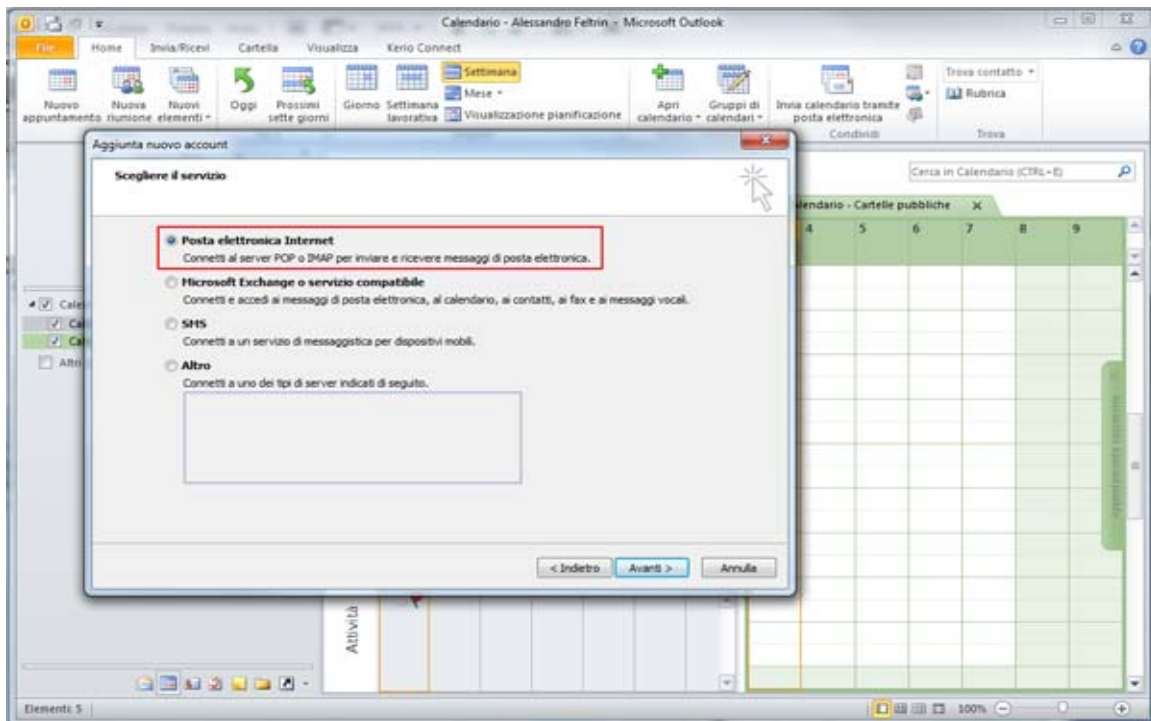 Calendario - Alessandro Feltrin - Microsoft Outlook
File Home Invia/Ricevi Cartella Visualizza Kerio Connect
Nuovo appuntamento
Nuova riunione
Nuovi elementi
Oggi
Prossimi sette giorni
Giorno
Settimana lavorativa
Settimana
Mese
Visualizzazione pianificazione
Apri calendario
Gruppi di calendari
Invia calendario tramite posta elettronica
Condividi
Trova contatto
Rubrica
Trova
Aggiunta nuovo account
Scegliere il servizio
Posta elettronica Internet
Connetti al server POP o IMAP per inviare e ricevere messaggi di posta elettronica.
Microsoft Exchange o servizio compatibile
Connetti e accedi ai messaggi di posta elettronica, al calendario, ai contatti, ai fax e ai messaggi vocali.
SMS
Connetti a un servizio di messaggistica per dispositivi mobili.
Altro
Connetti a uno dei tipi di server indicati di seguito.
< Indietro Avanti > Annulla
Cerca in Calendario (CTRL+E)
lendario - Cartelle pubbliche
4 5 6 7 8 9
Cale
Ca
Ca
Altri
Attività
Elementi: 5
100%